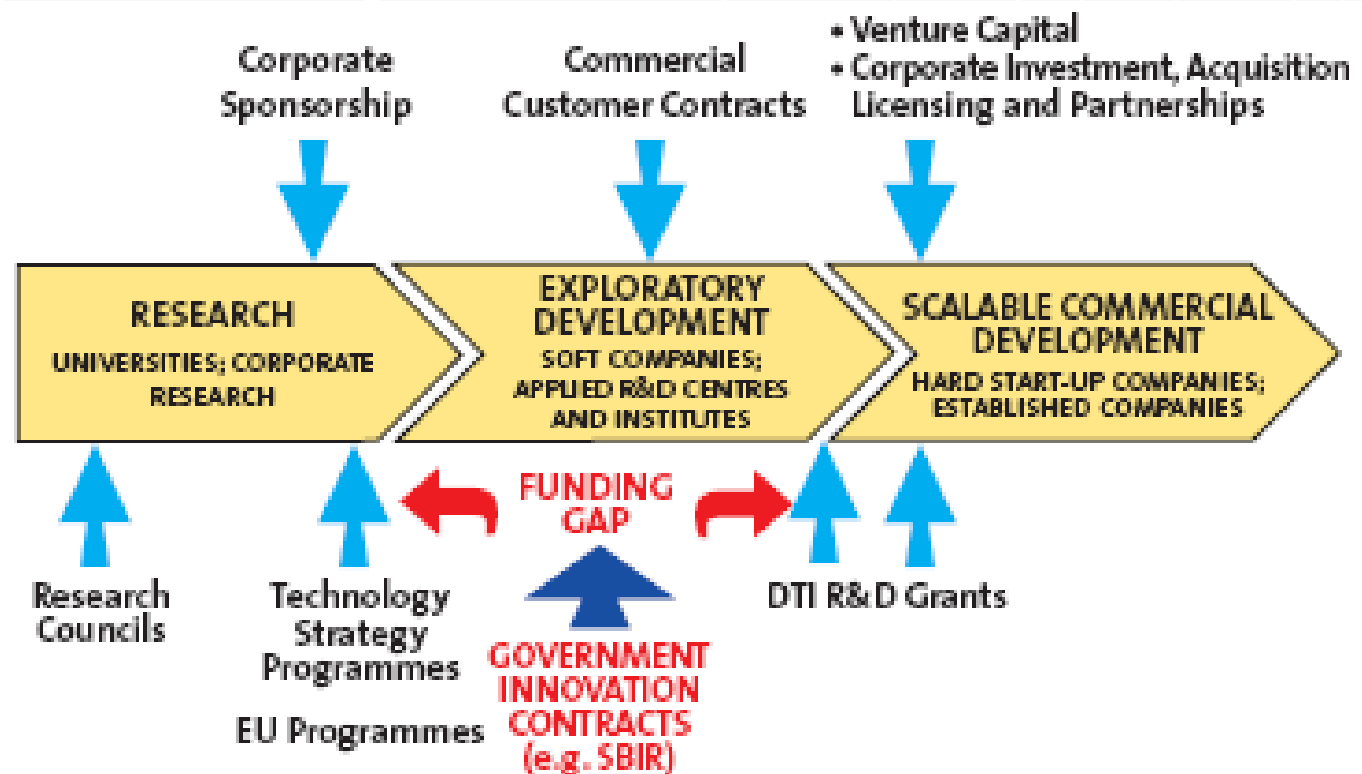 Corporate
Sponsorship
Commercial
Customer Contracts
• Venture Capital
• Corporate Investment, Acquisition
Licensing and Partnerships
RESEARCH
UNIVERSITIES; CORPORATE
RESEARCH
EXPLORATORY
DEVELOPMENT
SOFT COMPANIES;
APPLIED R&D CENTRES
AND INSTITUTES
SCALABLE COMMERCIAL
DEVELOPMENT
HARD START-UP COMPANIES;
ESTABLISHED COMPANIES
FUNDING
GAP
Research
Councils
Technology
Strategy
Programmes
EU Programmes
GOVERNMENT
INNOVATION
CONTRACTS
(e.g. SBIR)
DTI R&D Grants